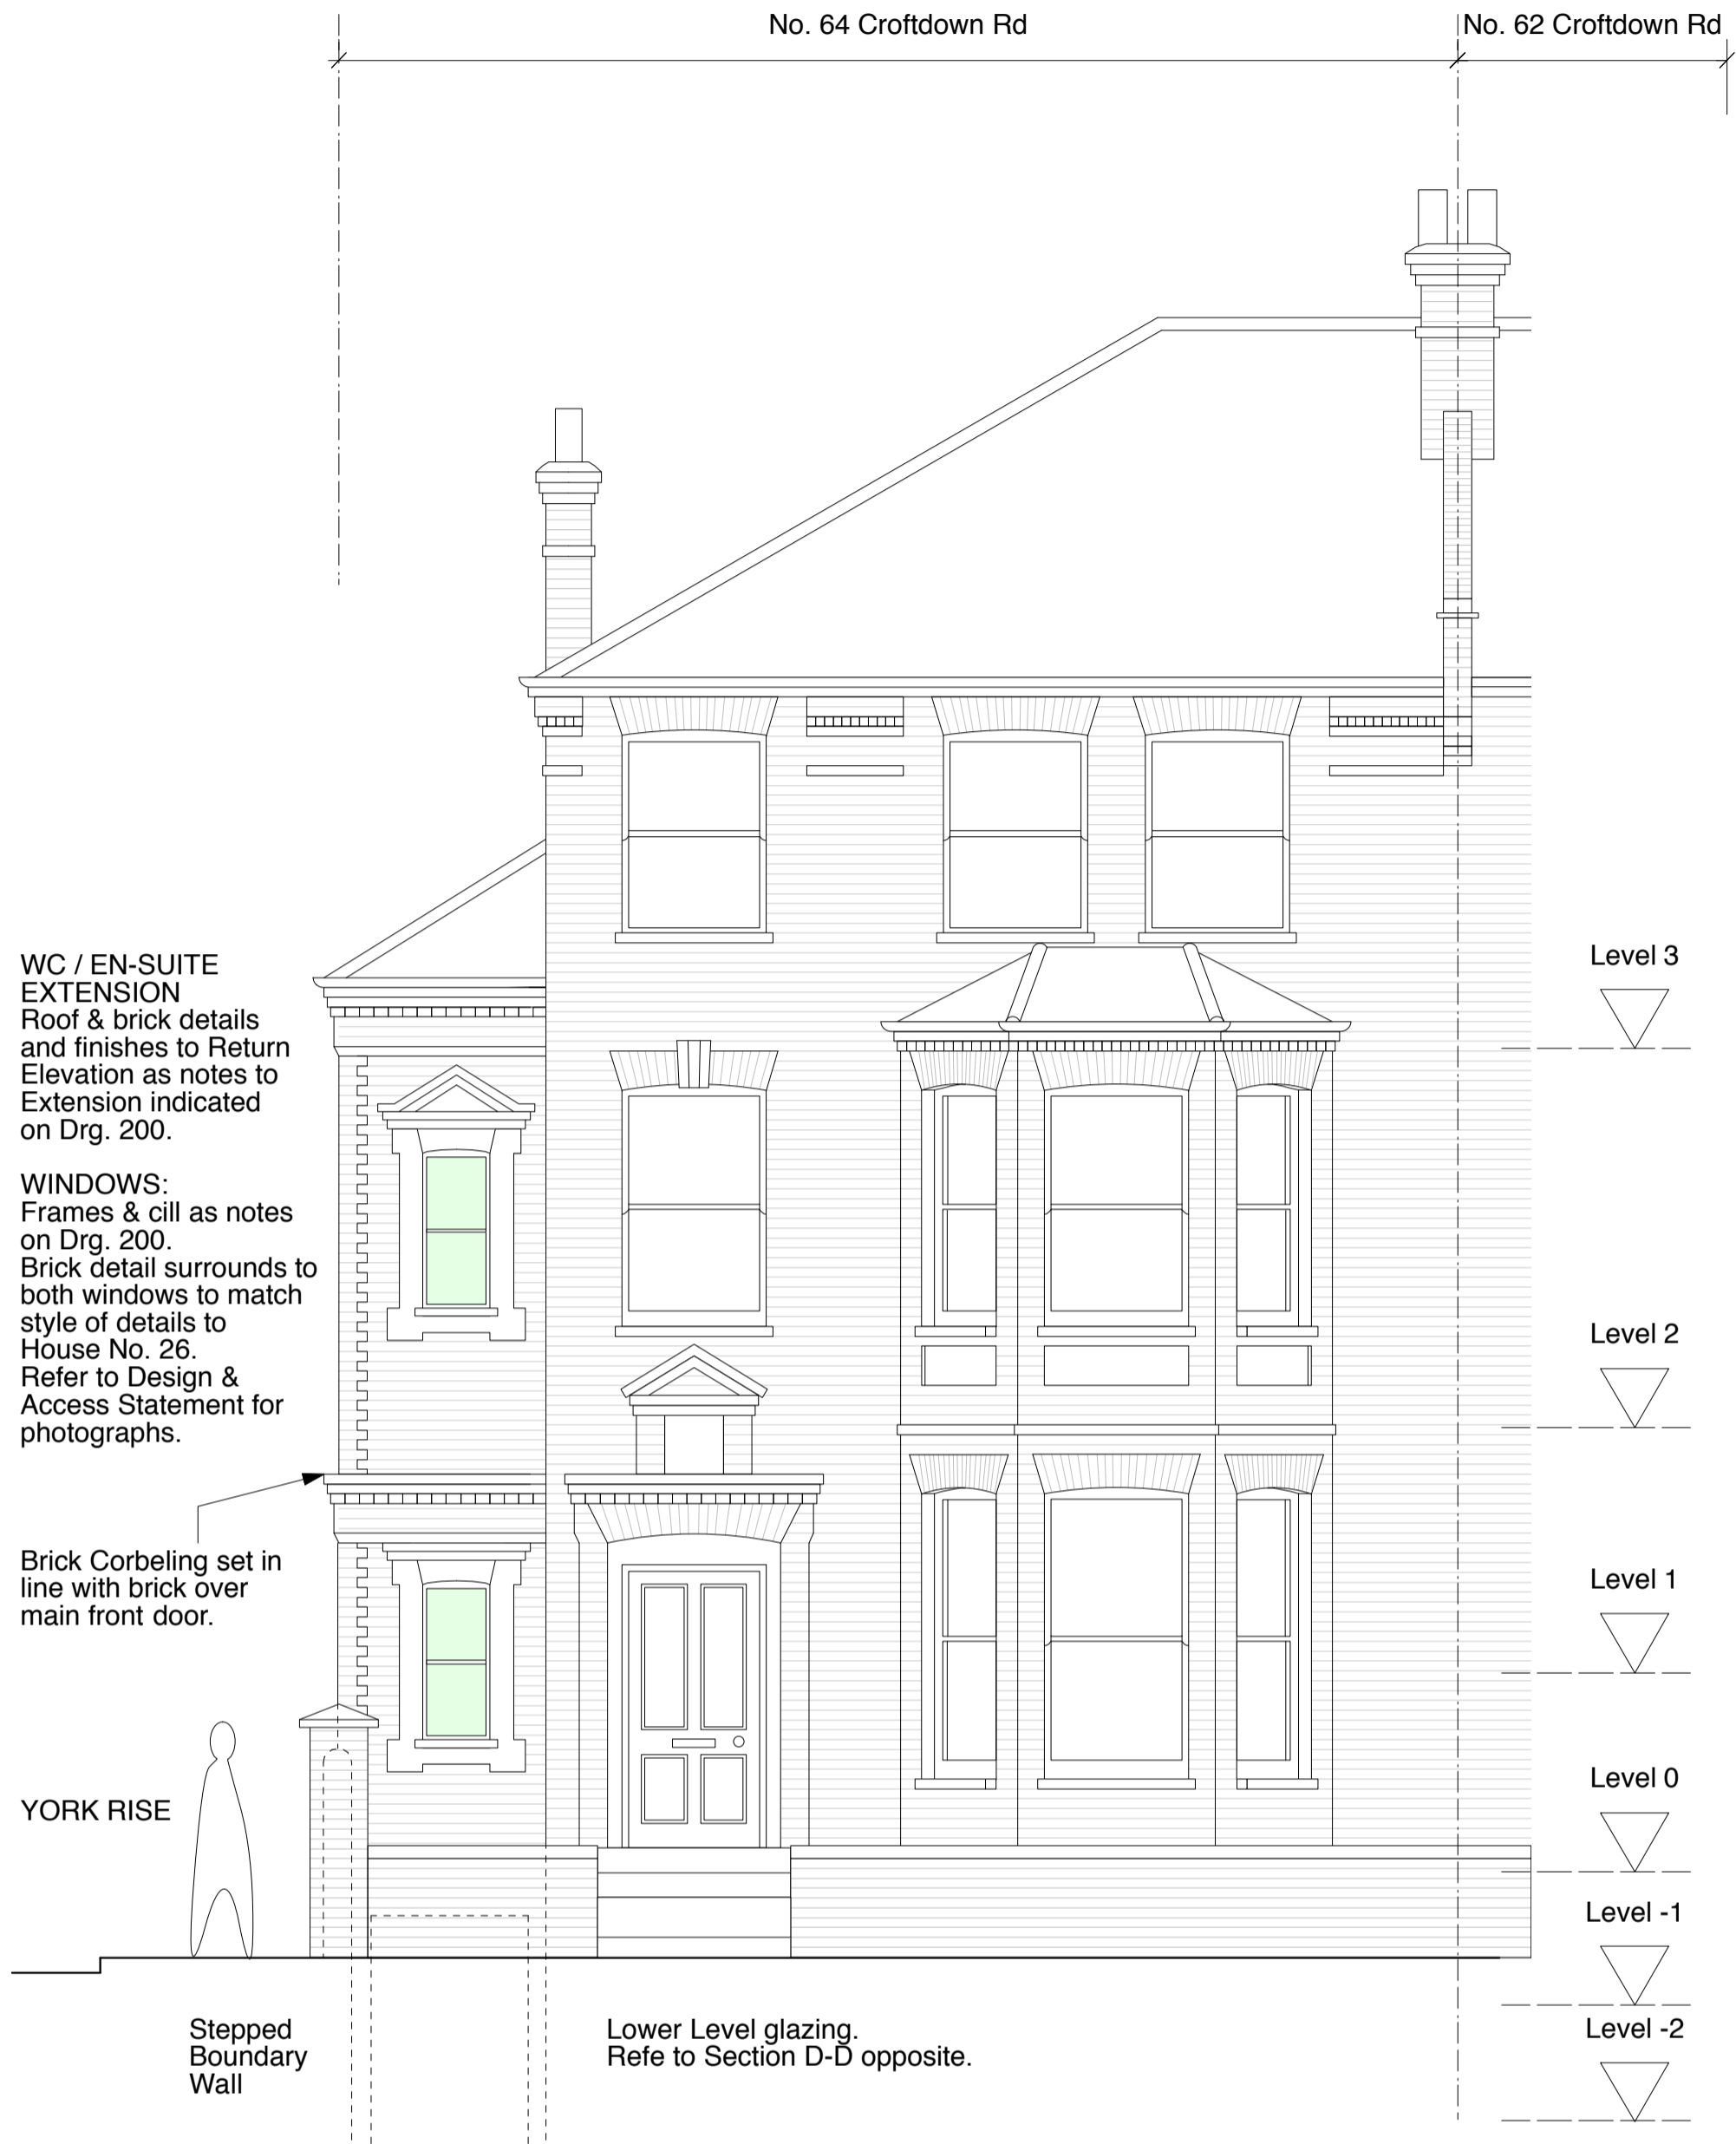 No. 64 Croftdown Rd
No. 62 Croftdown Rd
WC / EN-SUITE
EXTENSION
Roof & brick details
and finishes to Return
Elevation as notes to
Extension indicated
on Drg. 200.
WINDOWS:
Frames & cill as notes
on Drg. 200.
Brick detail surrounds to
both windows to match
style of details to
House No. 26.
Refer to Design &
Access Statement for
photographs.
Brick Corbeling set in
line with brick over
main front door.
YORK RISE
Stepped
Boundary
Wall
Lower Level glazing.
Refe to Section D-D opposite.
Level 3
Level 2
Level 1
Level 0
Level -1
Level -2